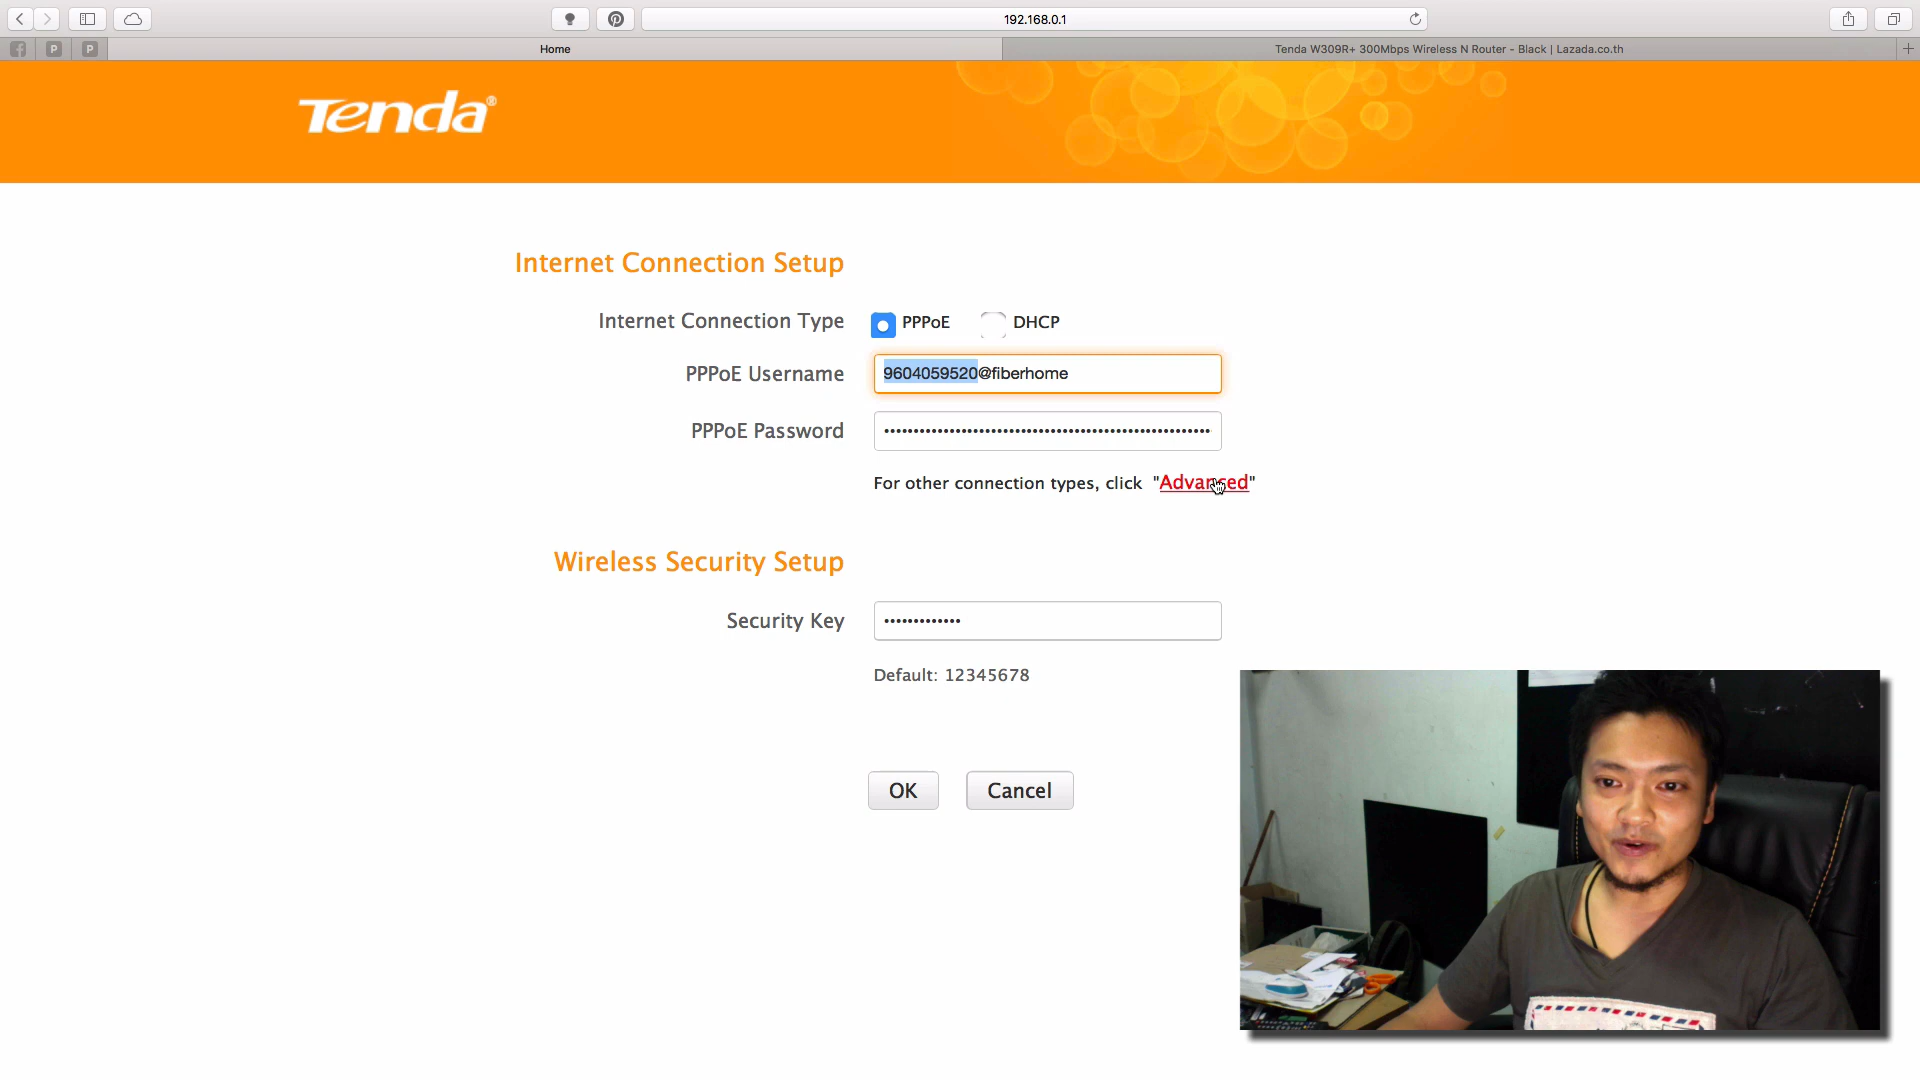 192.168.0.1
P
P
Home
Tenda W309R+ 300Mbps Wireless N Router - Black | Lazada.co.th
Tenda®
Internet Connection Setup
Internet Connection Type
PPPoE
DHCP
PPPoE Username
9604059520@fiberhome
PPPoE Password
For other connection types, click "Advanced"
Wireless Security Setup
Security Key
Default: 12345678
OK
Cancel